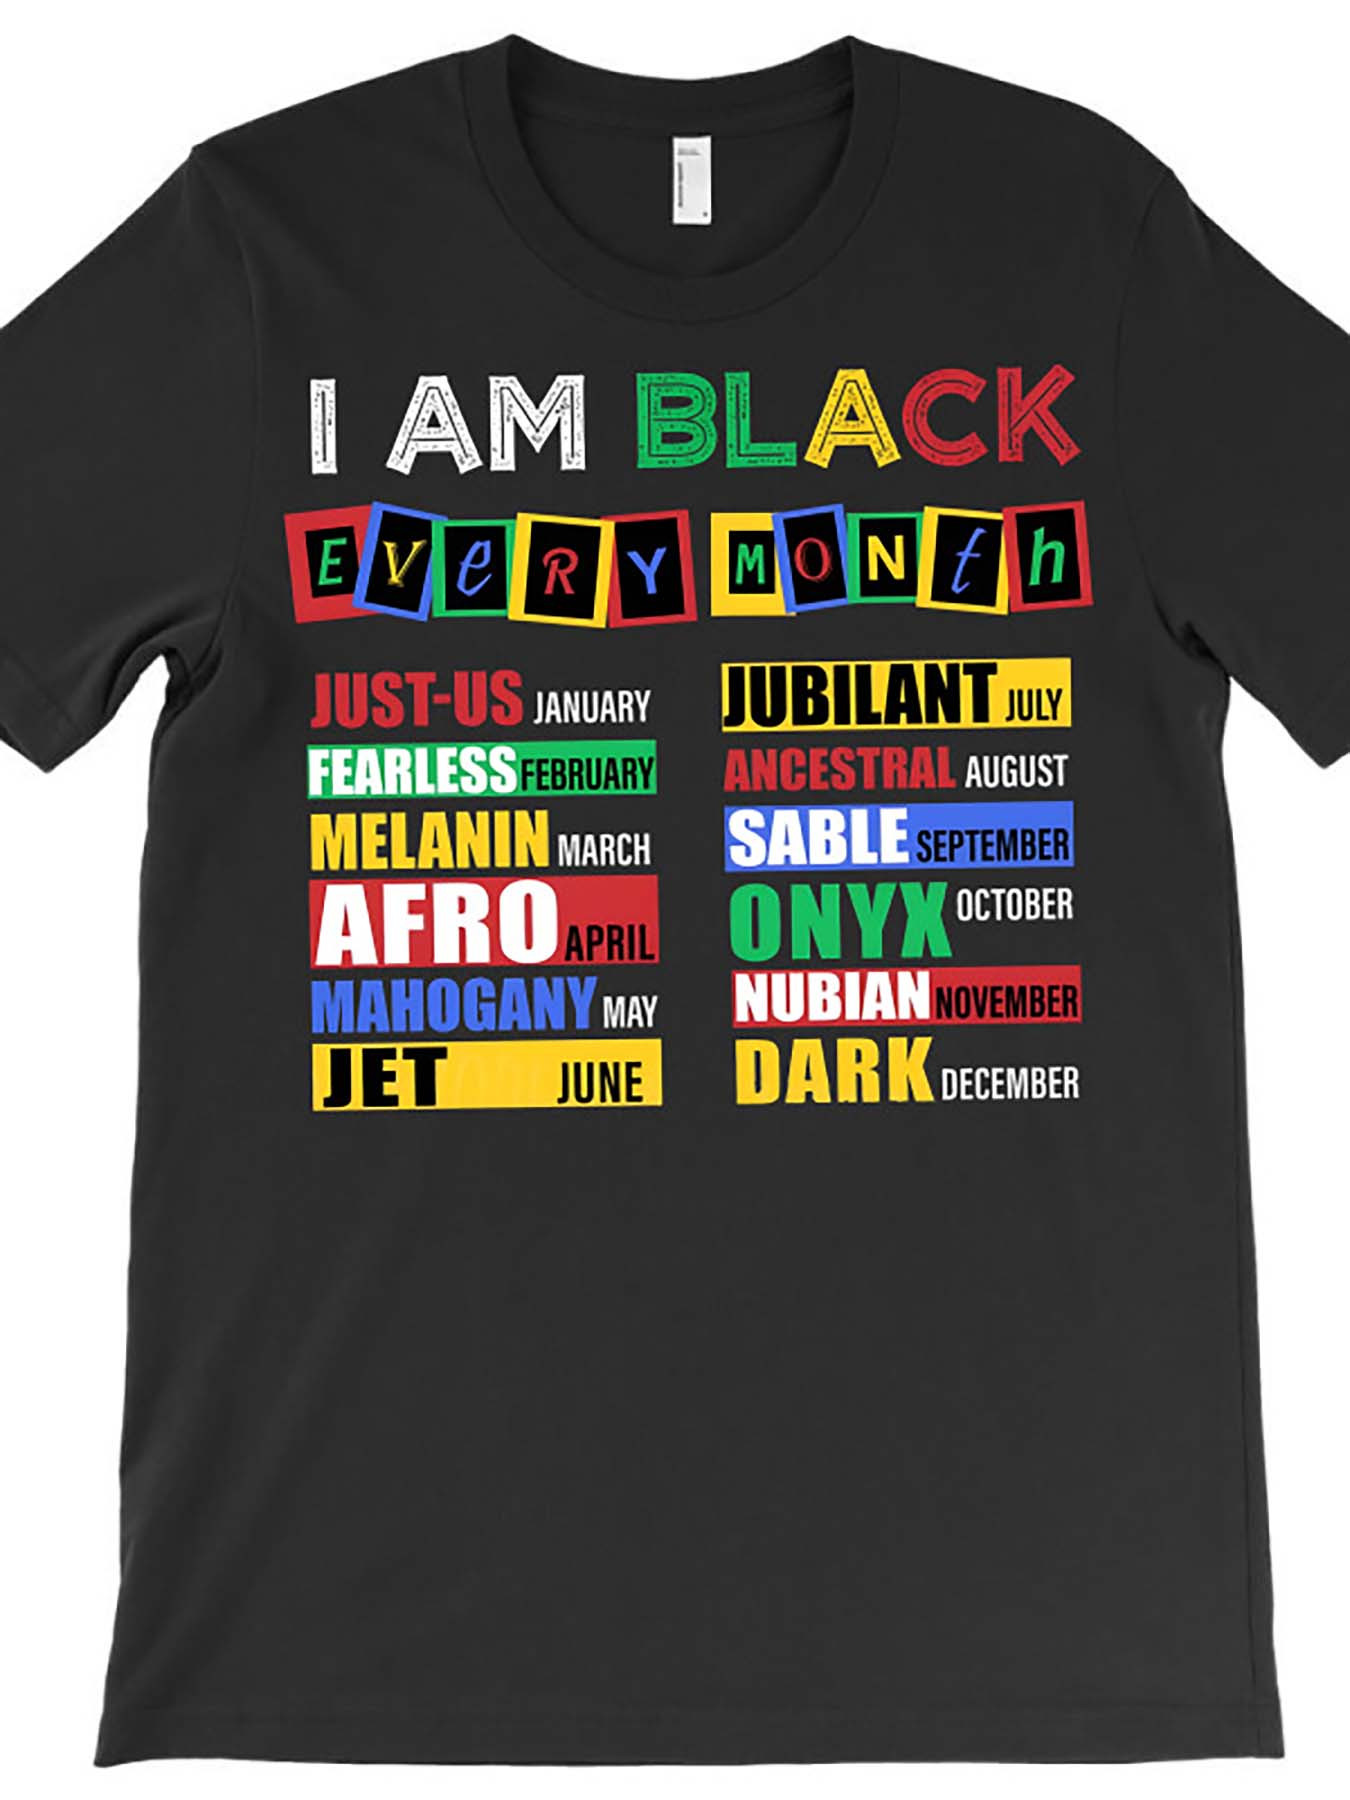 I AM BLACK
EVERY MONTH
JUST-US JANUARY
FEARLESS FEBRUARY
MELANIN MARCH
AFRO APRIL
MAHOGANY MAY
JET JUNE
JUBILANT JULY
ANCESTRAL AUGUST
SABLE SEPTEMBER
ONYX OCTOBER
NUBIAN NOVEMBER
DARK DECEMBER